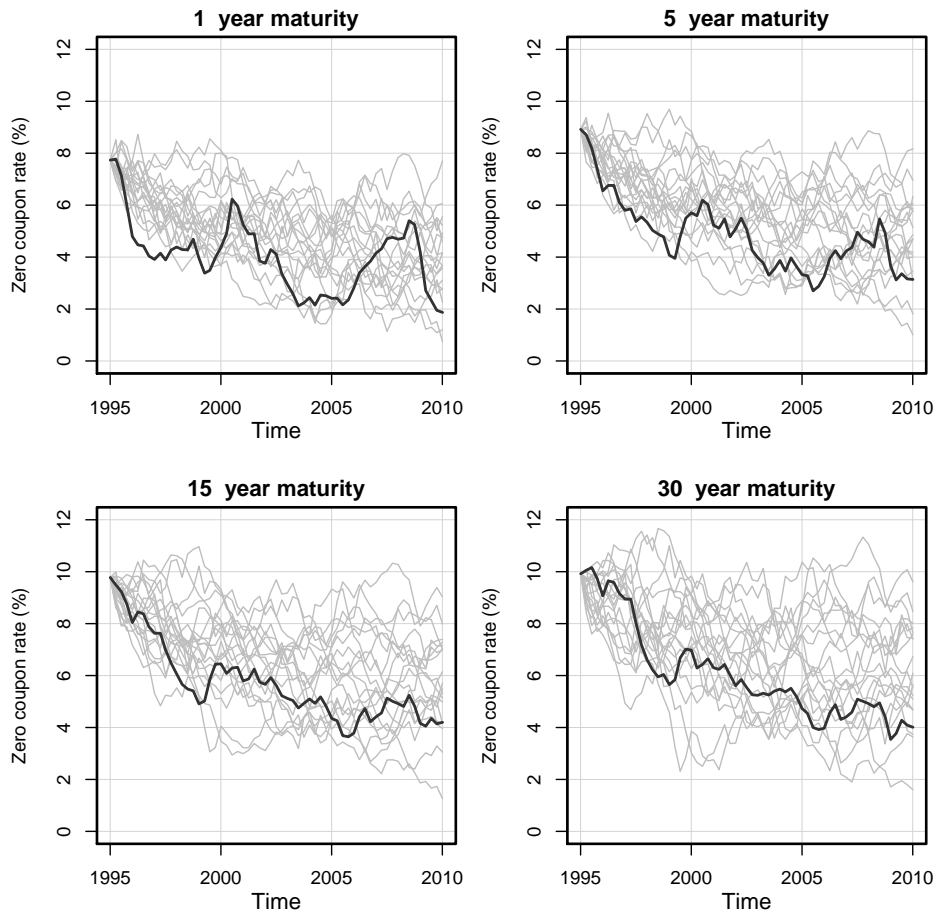 1 year maturity
Zero coupon rate (%)
12
10
8
6
4
2
0
1995 2000 2005 2010
Time
5 year maturity
Zero coupon rate (%)
12
10
8
6
4
2
0
1995 2000 2005 2010
Time
15 year maturity
Zero coupon rate (%)
12
10
8
6
4
2
0
1995 2000 2005 2010
Time
30 year maturity
Zero coupon rate (%)
12
10
8
6
4
2
0
1995 2000 2005 2010
Time